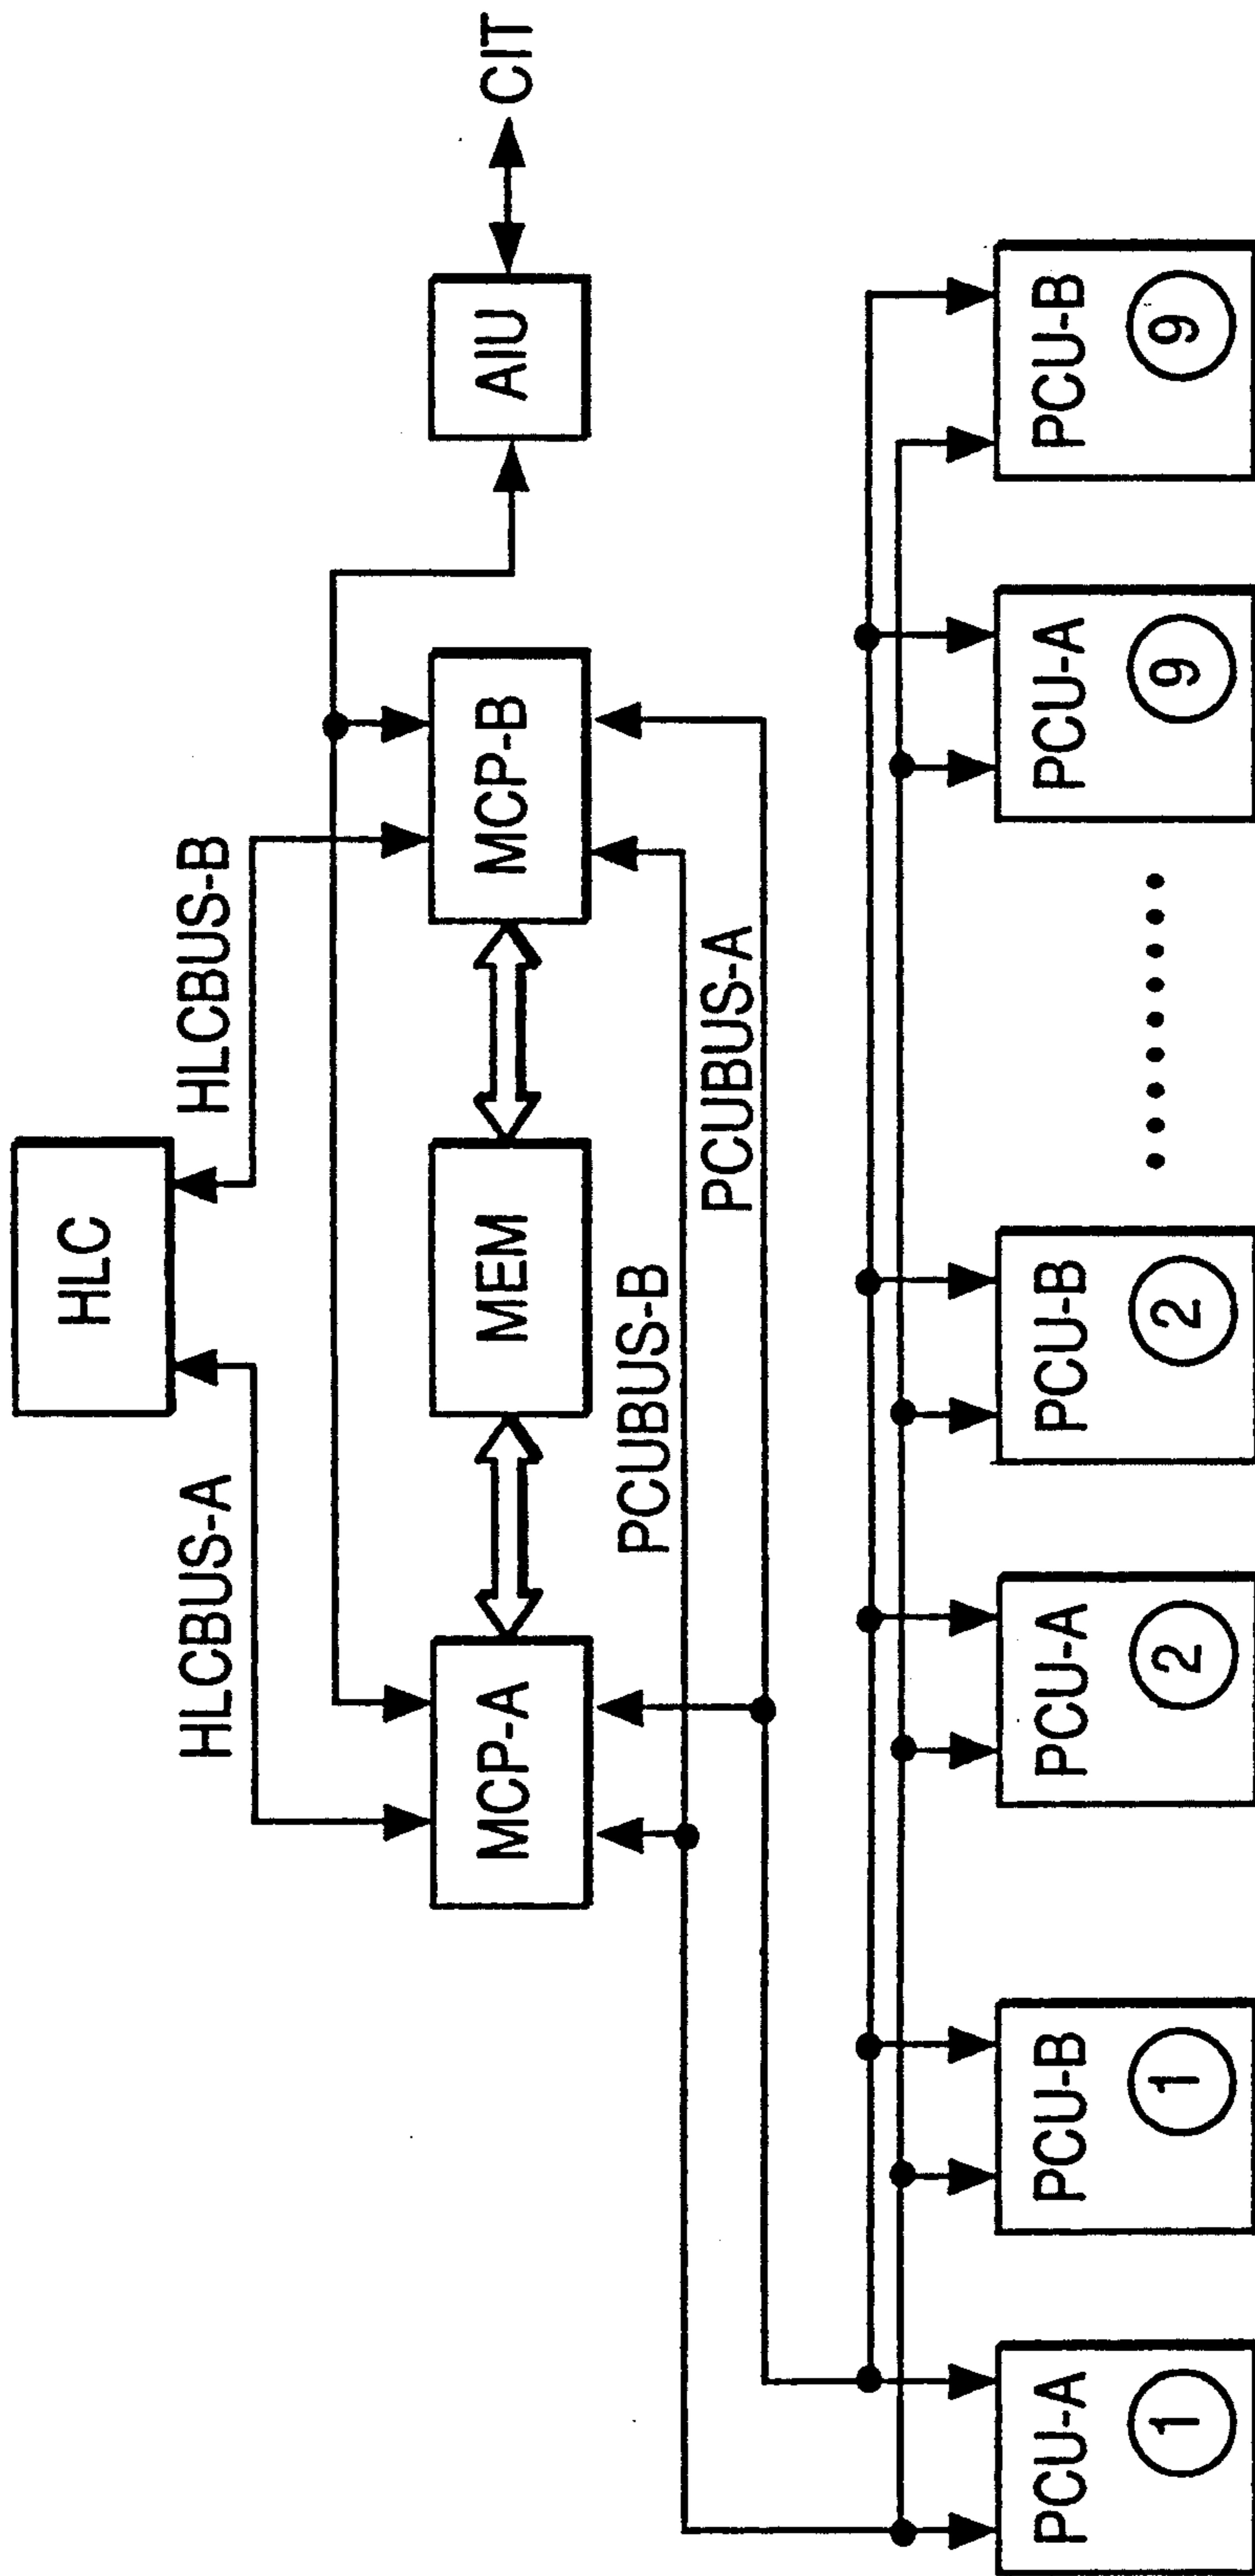 HLC
HLCBUS-A
HLCBUS-B
MCP-A
MEM
MCP-B
AIU
CIT
PCUBUS-B
PCUBUS-A
PCU-A
1
PCU-B
1
PCU-A
2
PCU-B
2
PCU-A
9
PCU-B
9